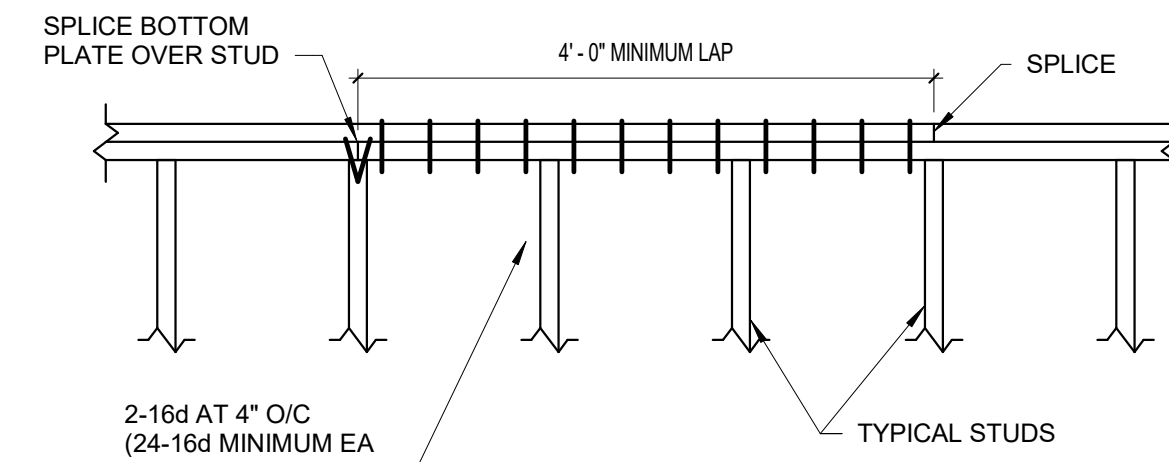 SPLICE BOTTOM
PLATE OVER STUD
4' - 0" MINIMUM LAP
SPLICE
2-16d AT 4" O/C
(24-16d MINIMUM EA
TYPICAL STUDS